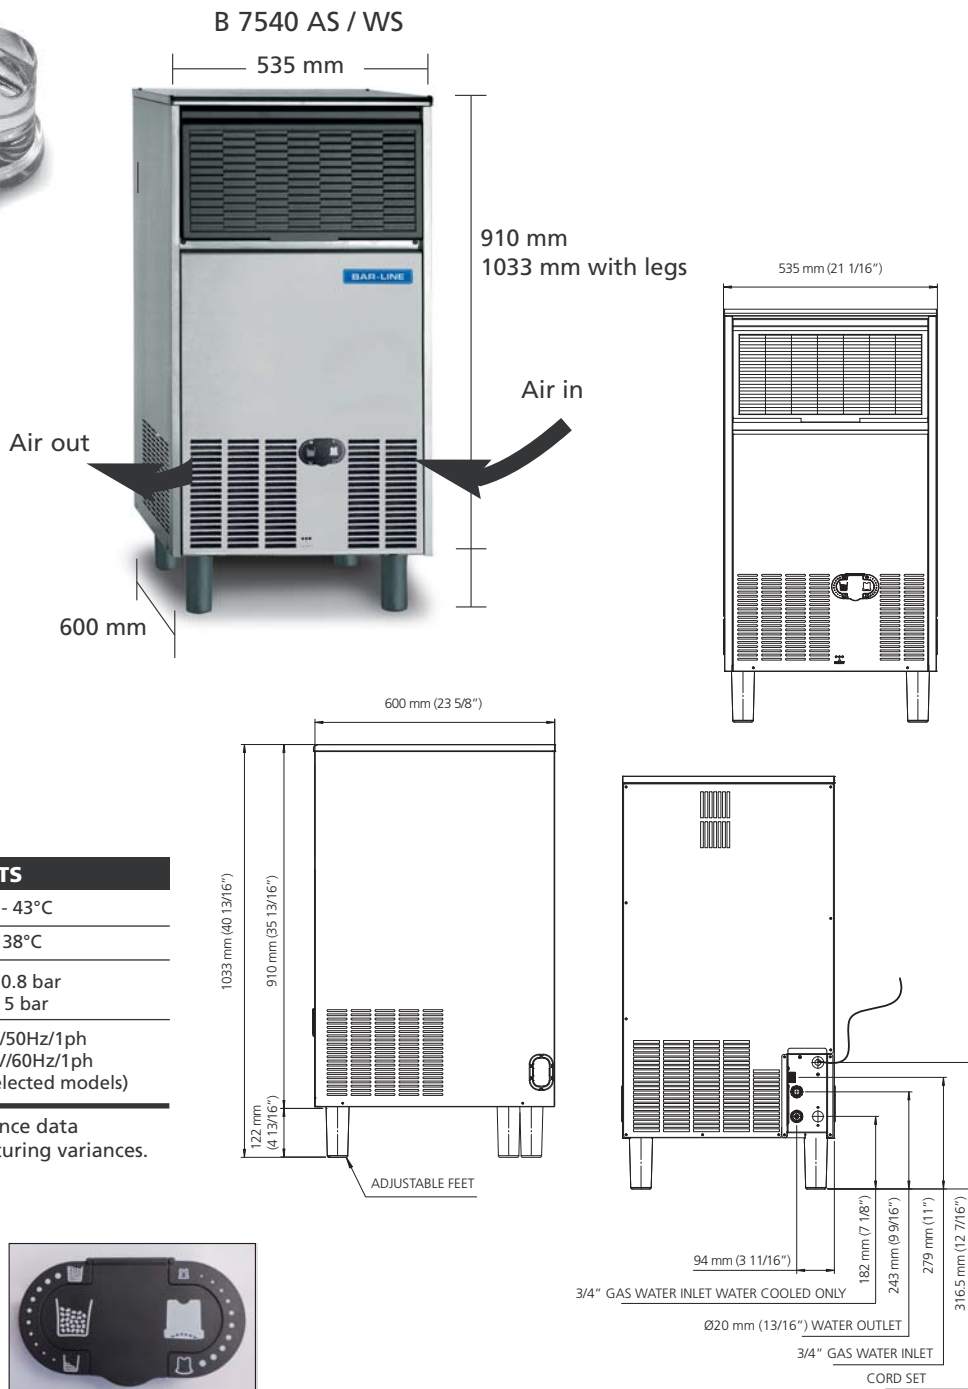 B 7540 AS / WS
535 mm
910 mm
1033 mm with legs
BAR-LINE
Air in
Air out
600 mm
535 mm (21 1/16”)
600 mm (23 5/8”)
1033 mm (40 13/16”)
910 mm (35 13/16”)
122 mm
(4 13/16”)
ADJUSTABLE FEET
TS
- 43°C
38°C
0.8 bar
5 bar
/50Hz/1ph
//60Hz/1ph
elected models)
nce data
turing variances.
94 mm (3 11/16”)
182 mm (7 1/8”)
243 mm (9 9/16”)
279 mm (11”)
316.5 mm (12 7/16”)
3/4” GAS WATER INLET WATER COOLED ONLY
Ø20 mm (13/16”) WATER OUTLET
3/4” GAS WATER INLET
CORD SET